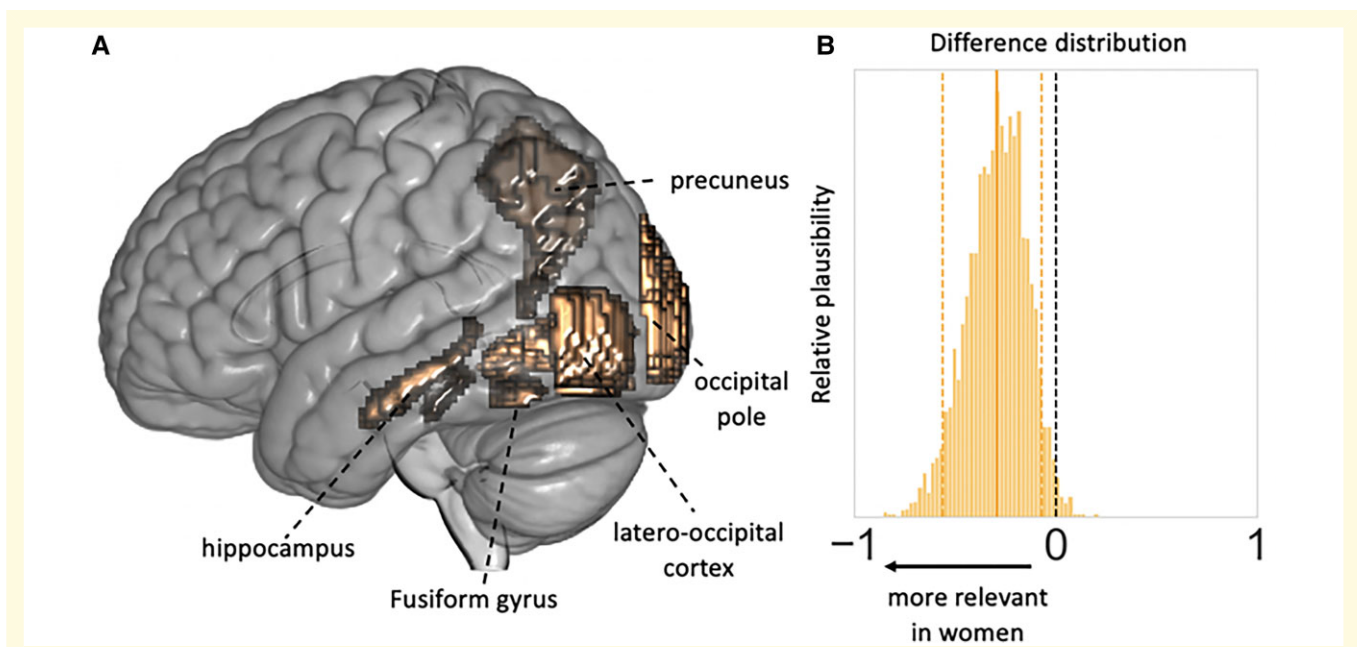 A
precuneus
occipital
pole
latero-occipital
cortex
hippocampus
Fusiform gyrus
B
Difference distribution
Relative plausibility
−1
0
1
more relevant
in women